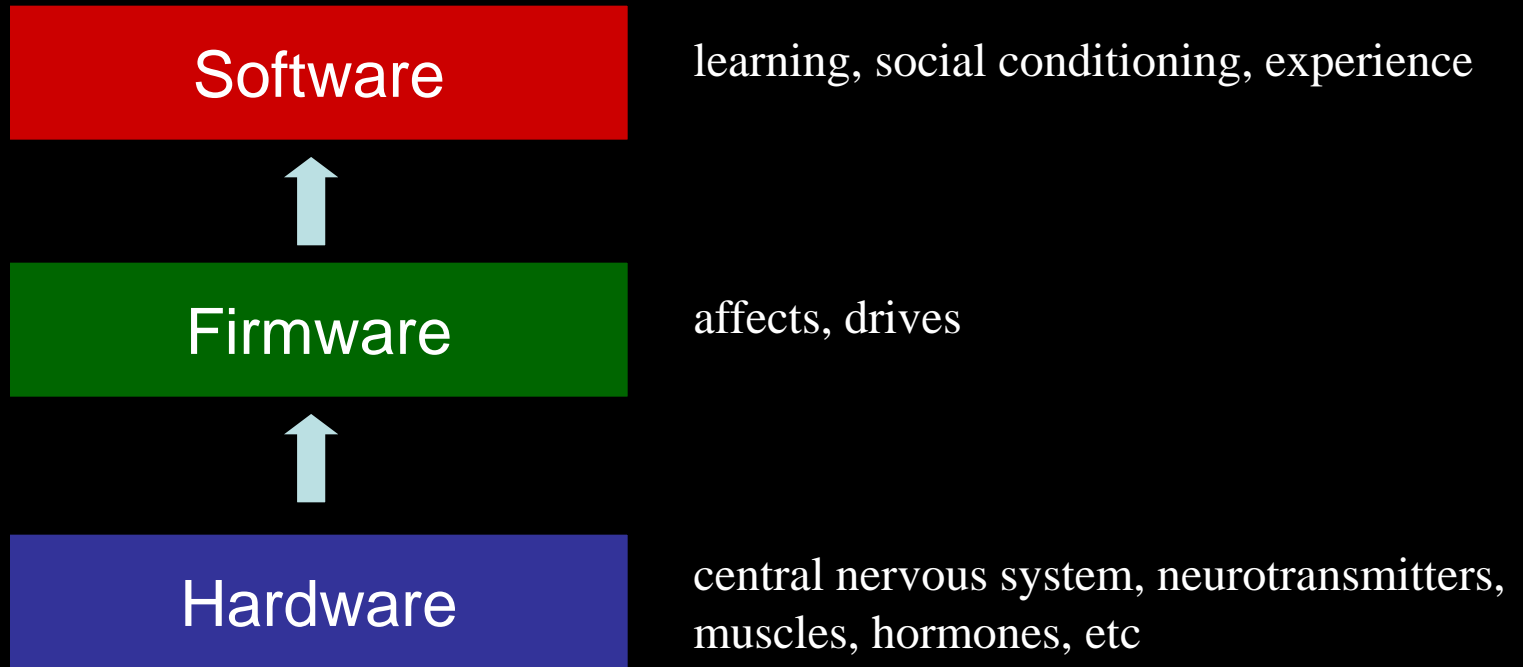 Software
learning, social conditioning, experience
Firmware
affects, drives
Hardware
central nervous system, neurotransmitters,
muscles, hormones, etc